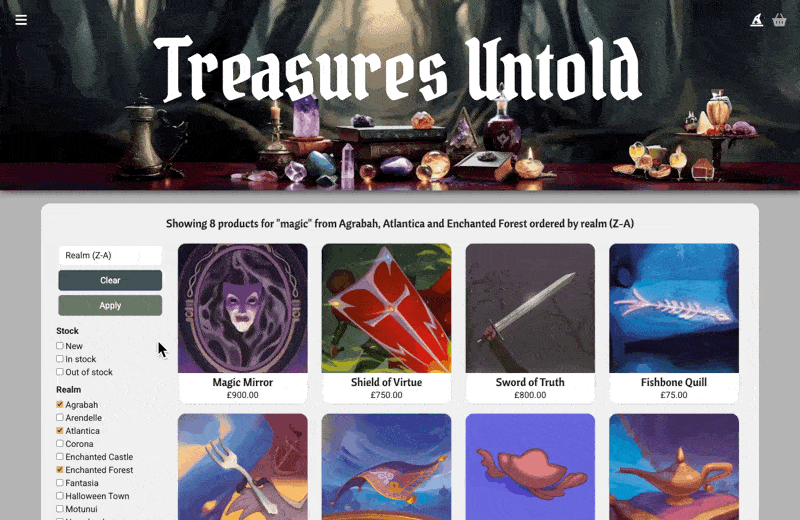 Treasures Untold
Showing 8 products for "magic" from Agrabah, Atlantica and Enchanted Forest ordered by realm (Z-A)
Realm (Z-A)
Clear
Apply
Stock
New
In stock
Out of stock
Realm
Agrabah
Arendelle
Atlantica
Corona
Enchanted Castle
Enchanted Forest
Fantasia
Halloween Town
Motunui
Magic Mirror
£900.00
Shield of Virtue
£750.00
Sword of Truth
£800.00
Fishbone Quill
£75.00